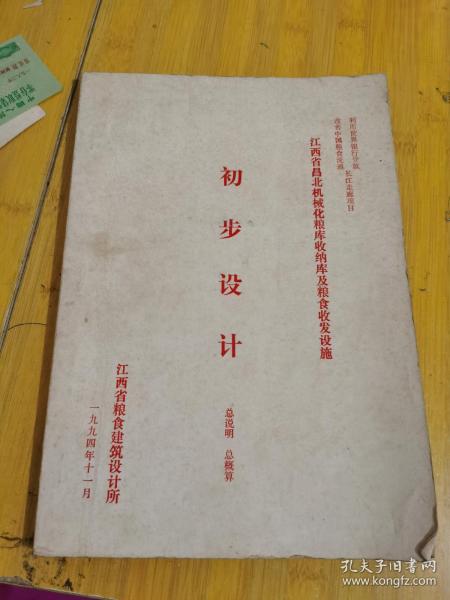 利用世界银行贷款
改善中国粮食流通
长江走廊项目
江西省昌北机械化粮库收纳库及粮食收发设施
初步设计
总说明 总概算
江西省粮食建筑设计所
一九九四年十一月
孔夫子旧书网
www.kongfz.com